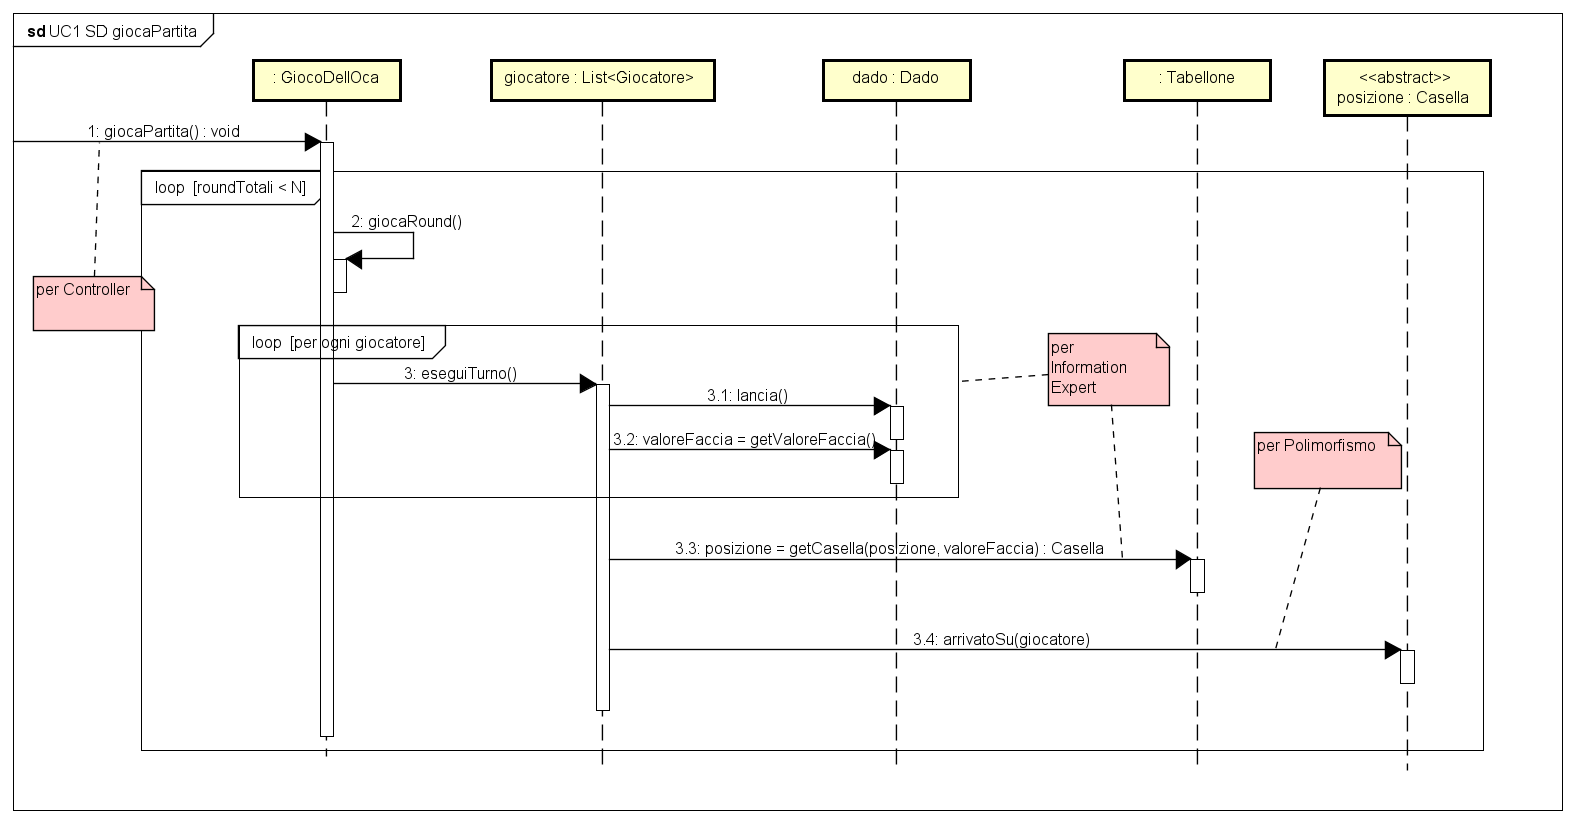 sd UC1 SD giocaPartita
: GiocoDellOca
giocatore : List<Giocatore>
dado : Dado
: Tabellone
<<abstract>>
posizione : Casella
1: giocaPartita() : void
loop [roundTotali < N]
2: giocaRound()
per Controller
loop [per ogni giocatore]
per
Information
Expert
3: eseguiTurno()
3.1: lancia()
3.2: valoreFaccia = getValoreFaccia()
per Polimorfismo
3.3: posizione = getCasella(posizione, valoreFaccia) : Casella
3.4: arrivatoSu(giocatore)